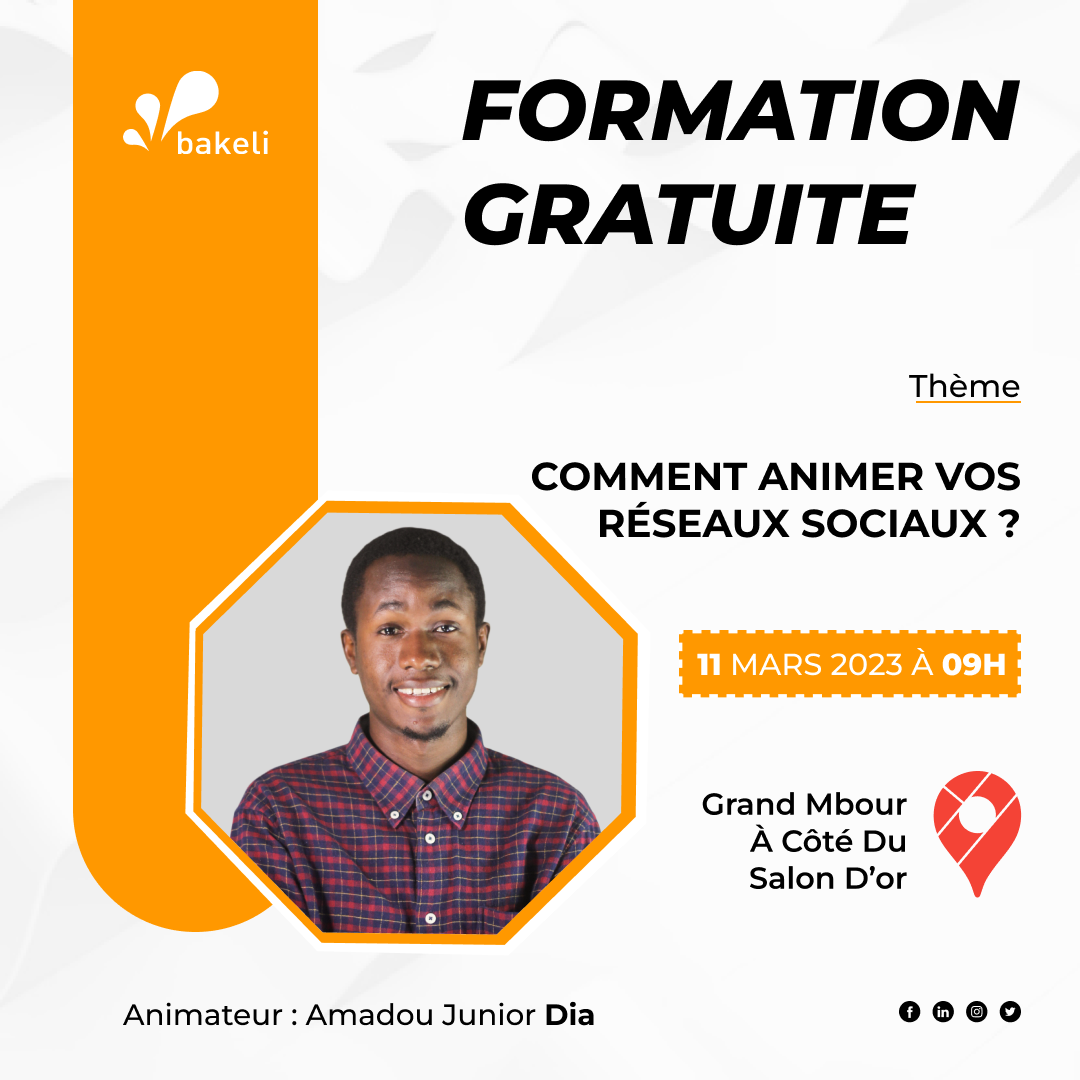 bakeli
FORMATION
GRATUITE
Thème
COMMENT ANIMER VOS
RÉSEAUX SOCIAUX ?
11 MARS 2023 À 09H
Grand Mbour
À Côté Du
Salon D'or
Animateur : Amadou Junior Dia